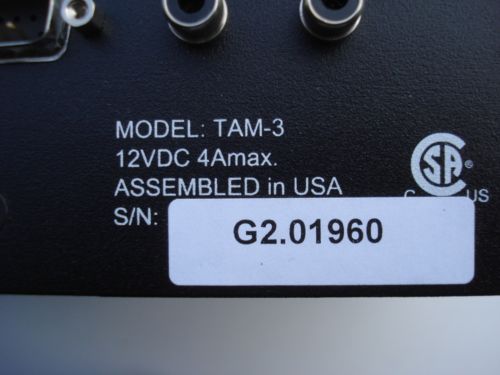 MODEL: TAM-3
12VDC 4Amax.
ASSEMBLED in USA
S/N: G2.01960
CSA
C US